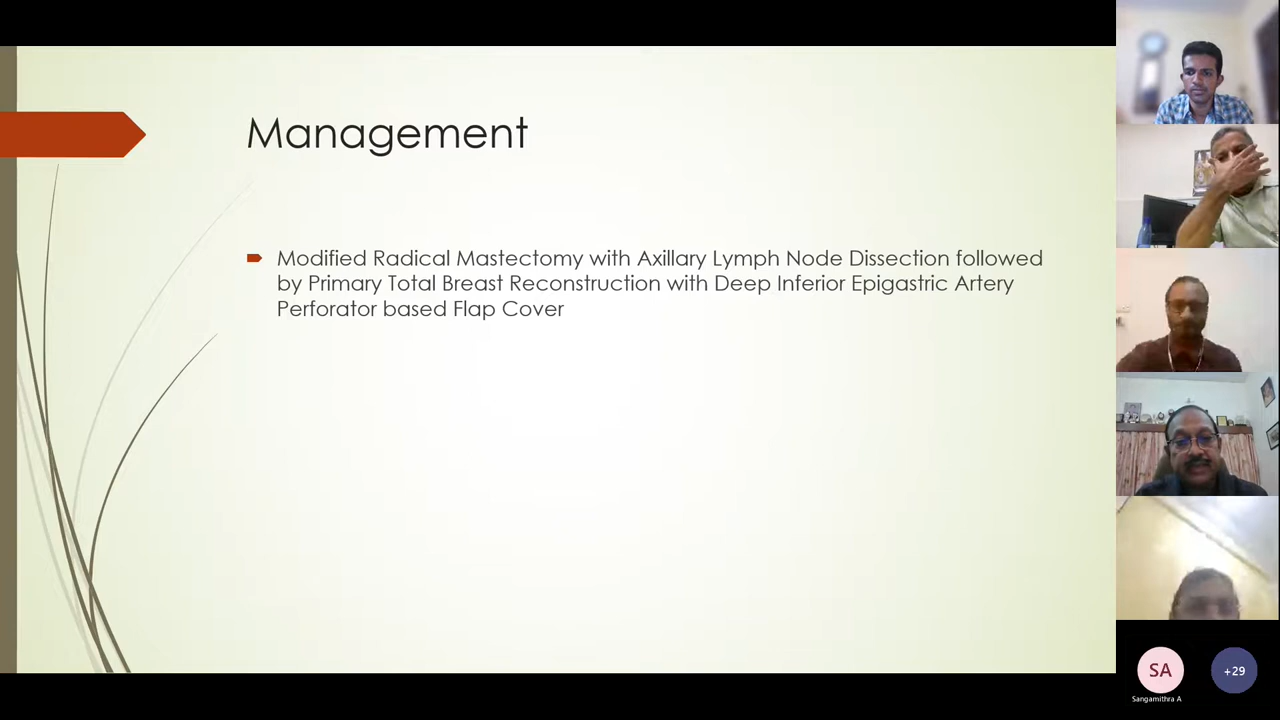 Management
Modified Radical Mastectomy with Axillary Lymph Node Dissection followed
by Primary Total Breast Reconstruction with Deep Inferior Epigastric Artery
Perforator based Flap Cover
SA
+29
Sangamithra A